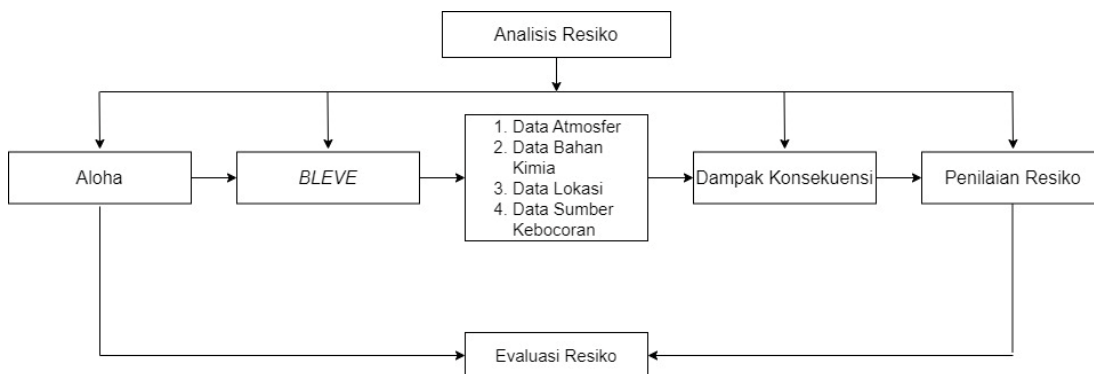 Analisis Resiko
Aloha
BLEVE
1. Data Atmosfer
2. Data Bahan
Kimia
3. Data Lokasi
4. Data Sumber
Kebocoran
Dampak Konsekuensi
Penilaian Resiko
Evaluasi Resiko